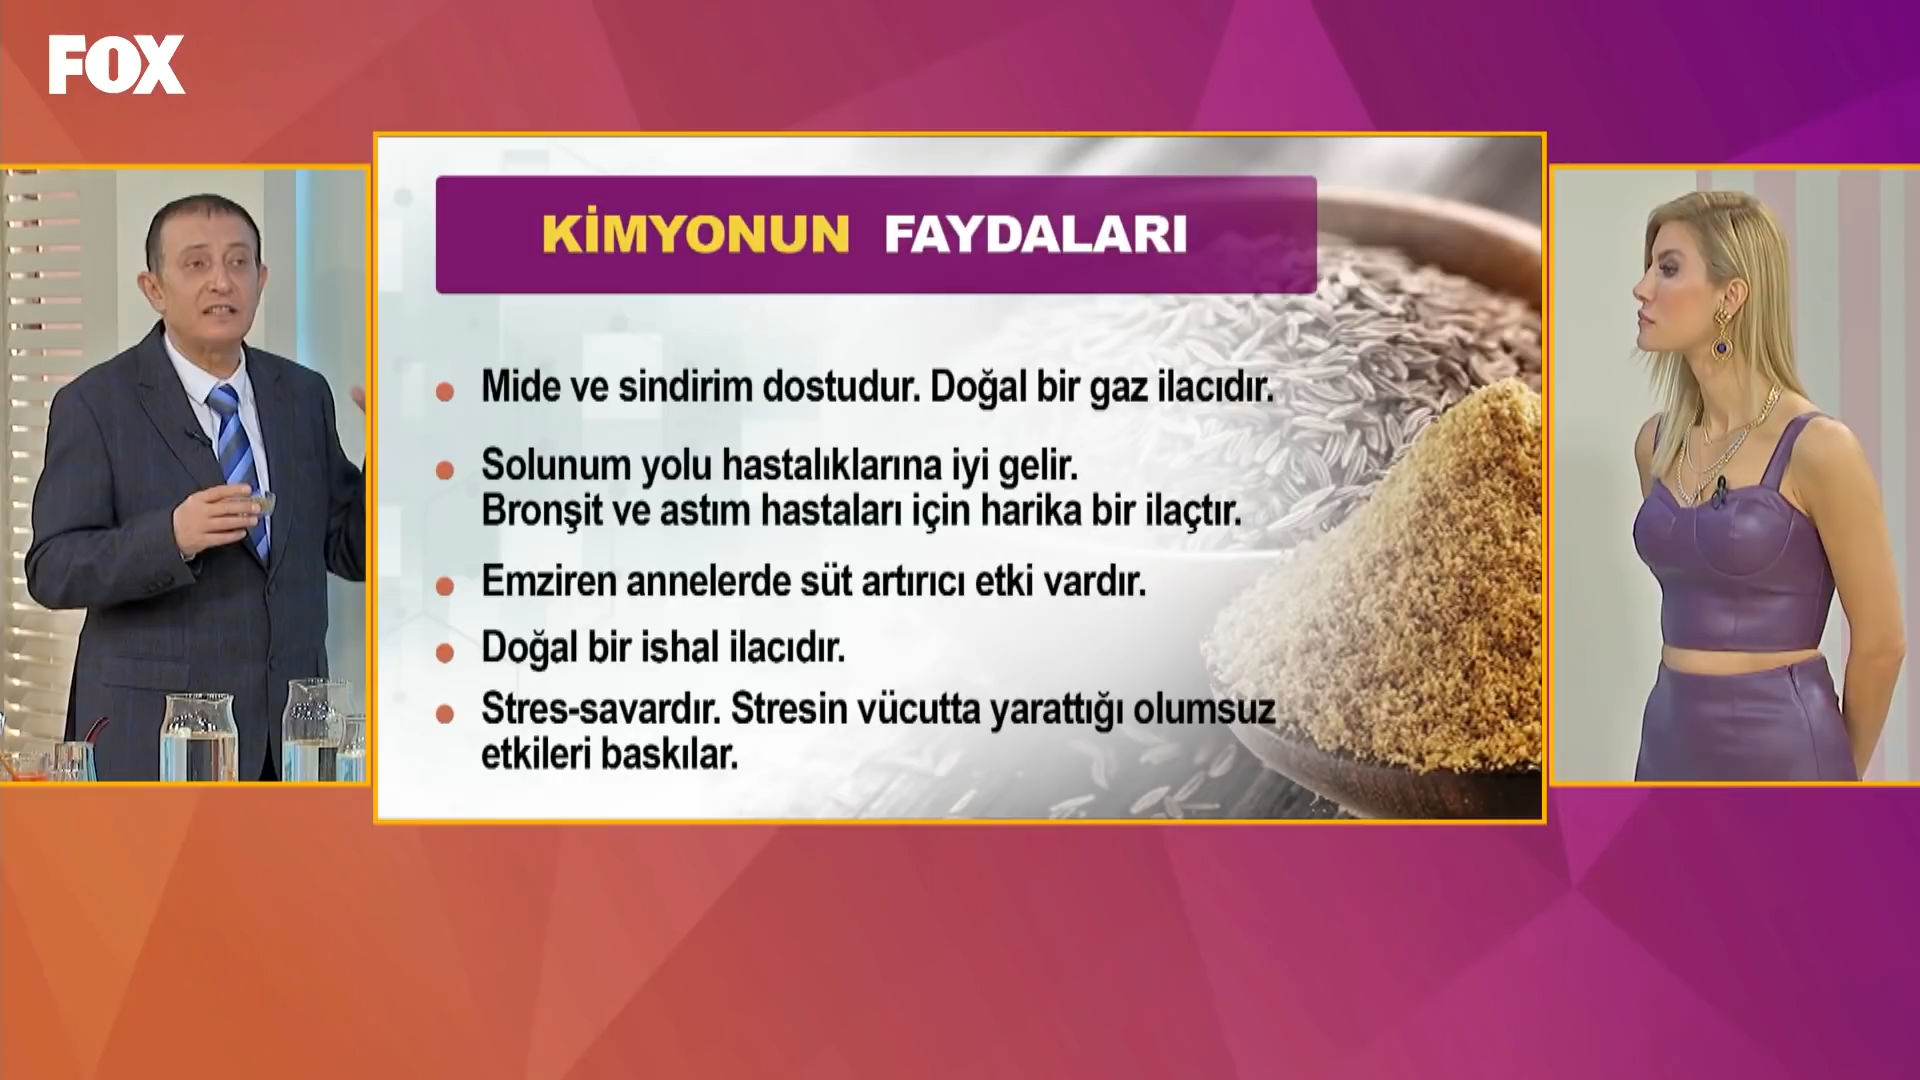 FOX
KİMYONUN FAYDALARI
Mide ve sindirim dostudur. Doğal bir gaz ilacıdır.
Solunum yolu hastalıklarına iyi gelir.
Bronşit ve astım hastaları için harika bir ilaçtır.
Emziren annelerde süt artırıcı etki vardır.
Doğal bir ishal ilacıdır.
Stres-savardır. Stresin vücutta yarattığı olumsuz
etkileri baskılar.